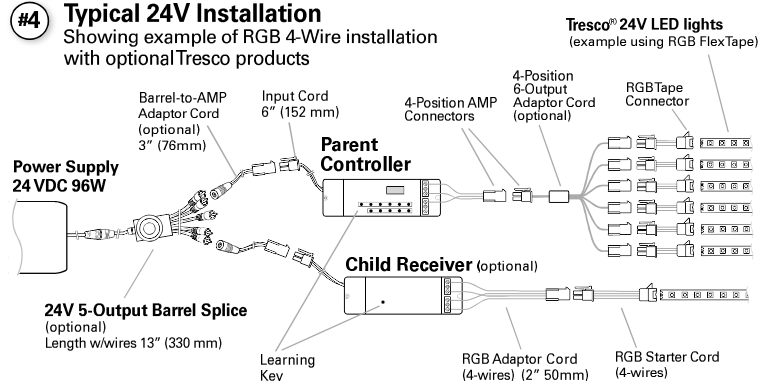 #4
Typical 24V Installation
Showing example of RGB 4-Wire installation
with optional Tresco products
Tresco® 24V LED lights
(example using RGB FlexTape)
Barrel-to-AMP
Adaptor Cord
(optional)
3” (76mm)
Input Cord
6” (152 mm)
4-Position AMP
Connectors
4-Position
6-Output
Adaptor Cord
(optional)
RGB Tape
Connector
Parent
Controller
Power Supply
24 VDC 96W
Child Receiver (optional)
24V 5-Output Barrel Splice
(optional)
Length w/wires 13” (330 mm)
Learning
Key
RGB Adaptor Cord
(4-wires) (2” 50mm)
RGB Starter Cord
(4-wires)